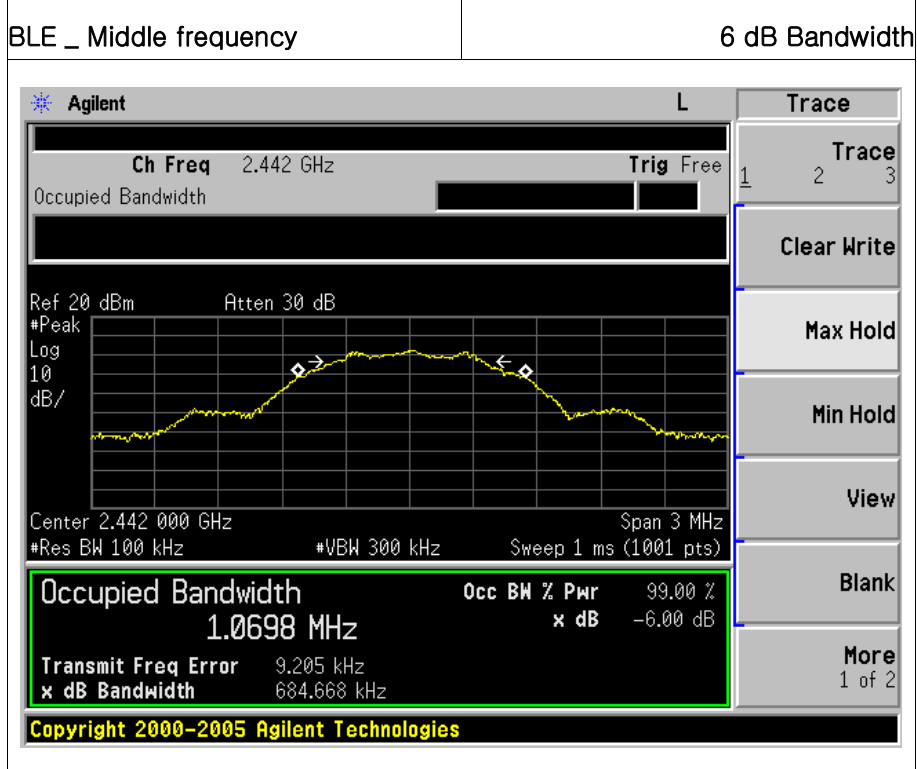 BLE _ Middle frequency
6 dB Bandwidth
Agilent
L
Trace
Ch Freq 2.442 GHz
Trig Free
Occupied Bandwidth
Trace
1 2 3
Clear Write
Max Hold
Min Hold
View
Blank
More
1 of 2
Ref 20 dBm Atten 30 dB
#Peak
Log
10
dB/
Center 2.442 000 GHz Span 3 MHz
#Res BW 100 kHz #VBW 300 kHz Sweep 1 ms (1001 pts)
Occupied Bandwidth
1.0698 MHz
Occ BW % Pwr 99.00 %
x dB -6.00 dB
Transmit Freq Error 9.205 kHz
x dB Bandwidth 684.668 kHz
Copyright 2000-2005 Agilent Technologies